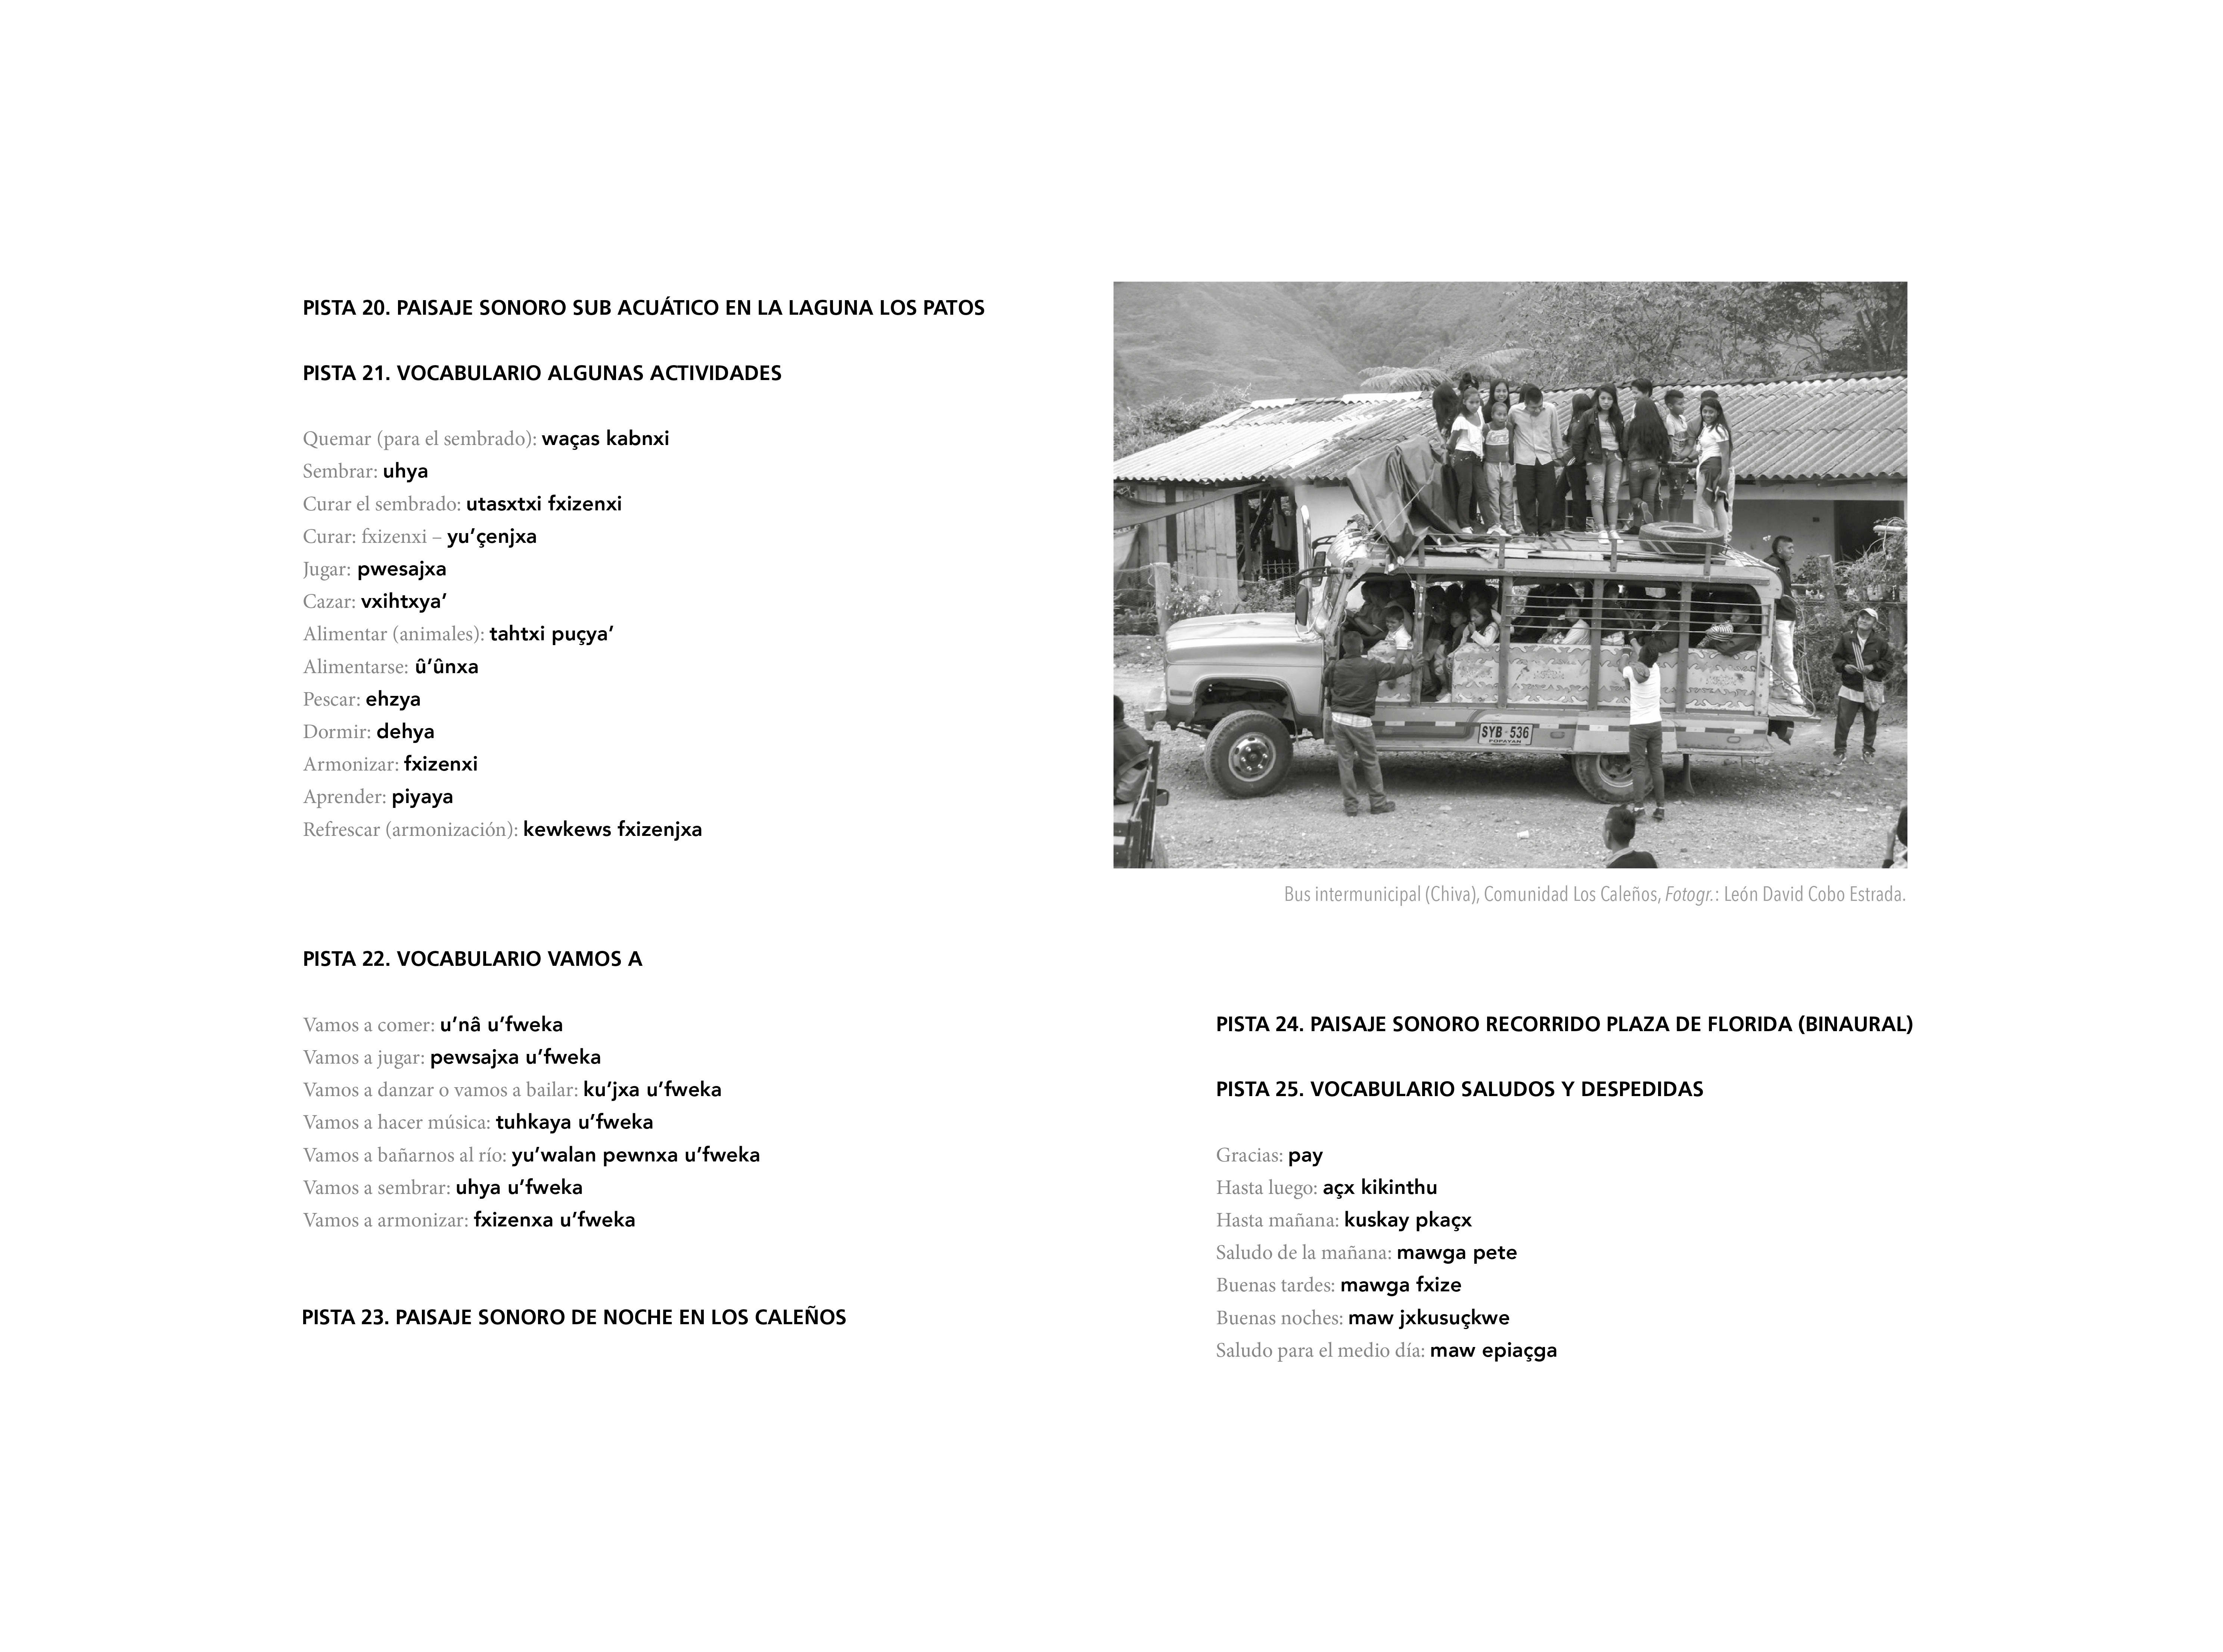 PISTA 20. PAISAJE SONORO SUB ACUÁTICO EN LA LAGUNA LOS PATOS
PISTA 21. VOCABULARIO ALGUNAS ACTIVIDADES
Quemar (para el sembrado): waças kabnxi
Sembrar: uhya
Curar el sembrado: utasxtxi fxizenxi
Curar: fxizenxi – yu’çenjxa
Jugar: pwesajxa
Cazar: vxihtxya’
Alimentar (animales): tahtxi puçya’
Alimentarse: û’ûnxa
Pescar: ehzya
Dormir: dehya
Armonizar: fxizenxi
Aprender: piyaya
Refrescar (armonización): kewkews fxizenjxa
PISTA 22. VOCABULARIO VAMOS A
Vamos a comer: u’nâ u’fweka
Vamos a jugar: pewsajxa u’fweka
Vamos a danzar o vamos a bailar: ku’jxa u’fweka
Vamos a hacer música: tuhkaya u’fweka
Vamos a bañarnos al río: yu’walan pewnxa u’fweka
Vamos a sembrar: uhya u’fweka
Vamos a armonizar: fxizenxa u’fweka
PISTA 23. PAISAJE SONORO DE NOCHE EN LOS CALEÑOS
SYB-536
POPAYAN
Bus intermunicipal (Chiva), Comunidad Los Caleños, Fotogr.: León David Cobo Estrada.
PISTA 24. PAISAJE SONORO RECORRIDO PLAZA DE FLORIDA (BINAURAL)
PISTA 25. VOCABULARIO SALUDOS Y DESPEDIDAS
Gracias: pay
Hasta luego: açx kikinthu
Hasta mañana: kuskay pkaçx
Saludo de la mañana: mawga pete
Buenas tardes: mawga fxize
Buenas noches: maw jxkusuçkwe
Saludo para el medio día: maw epiaçga